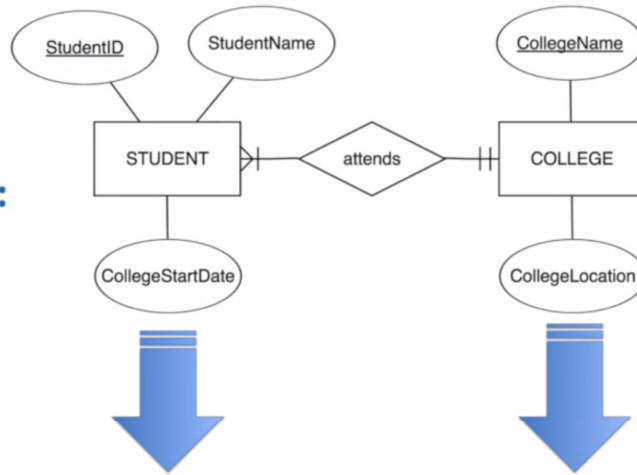 StudentID
StudentName
CollegeName
STUDENT
attends
COLLEGE
:
CollegeStartDate
CollegeLocation